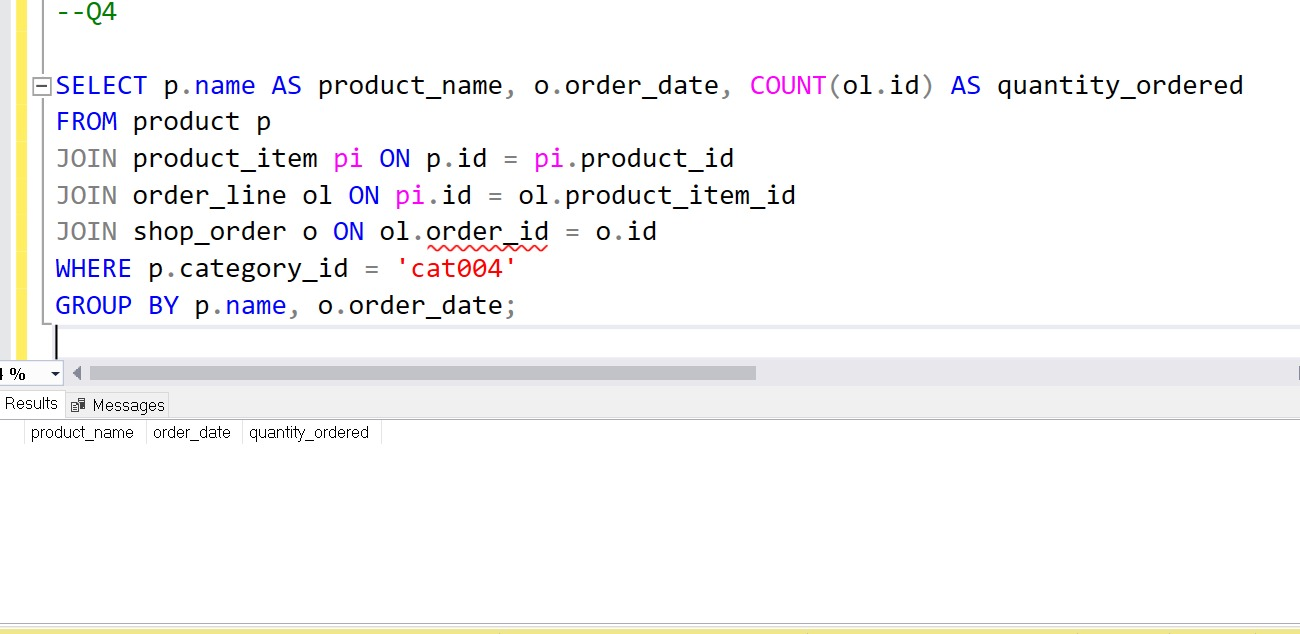 --Q4
SELECT p.name AS product_name, o.order_date, COUNT(ol.id) AS quantity_ordered
FROM product p
JOIN product_item pi ON p.id = pi.product_id
JOIN order_line ol ON pi.id = ol.product_item_id
JOIN shop_order o ON ol.order_id = o.id
WHERE p.category_id = 'cat004'
GROUP BY p.name, o.order_date;
%
Results Messages
product_name order_date quantity_ordered